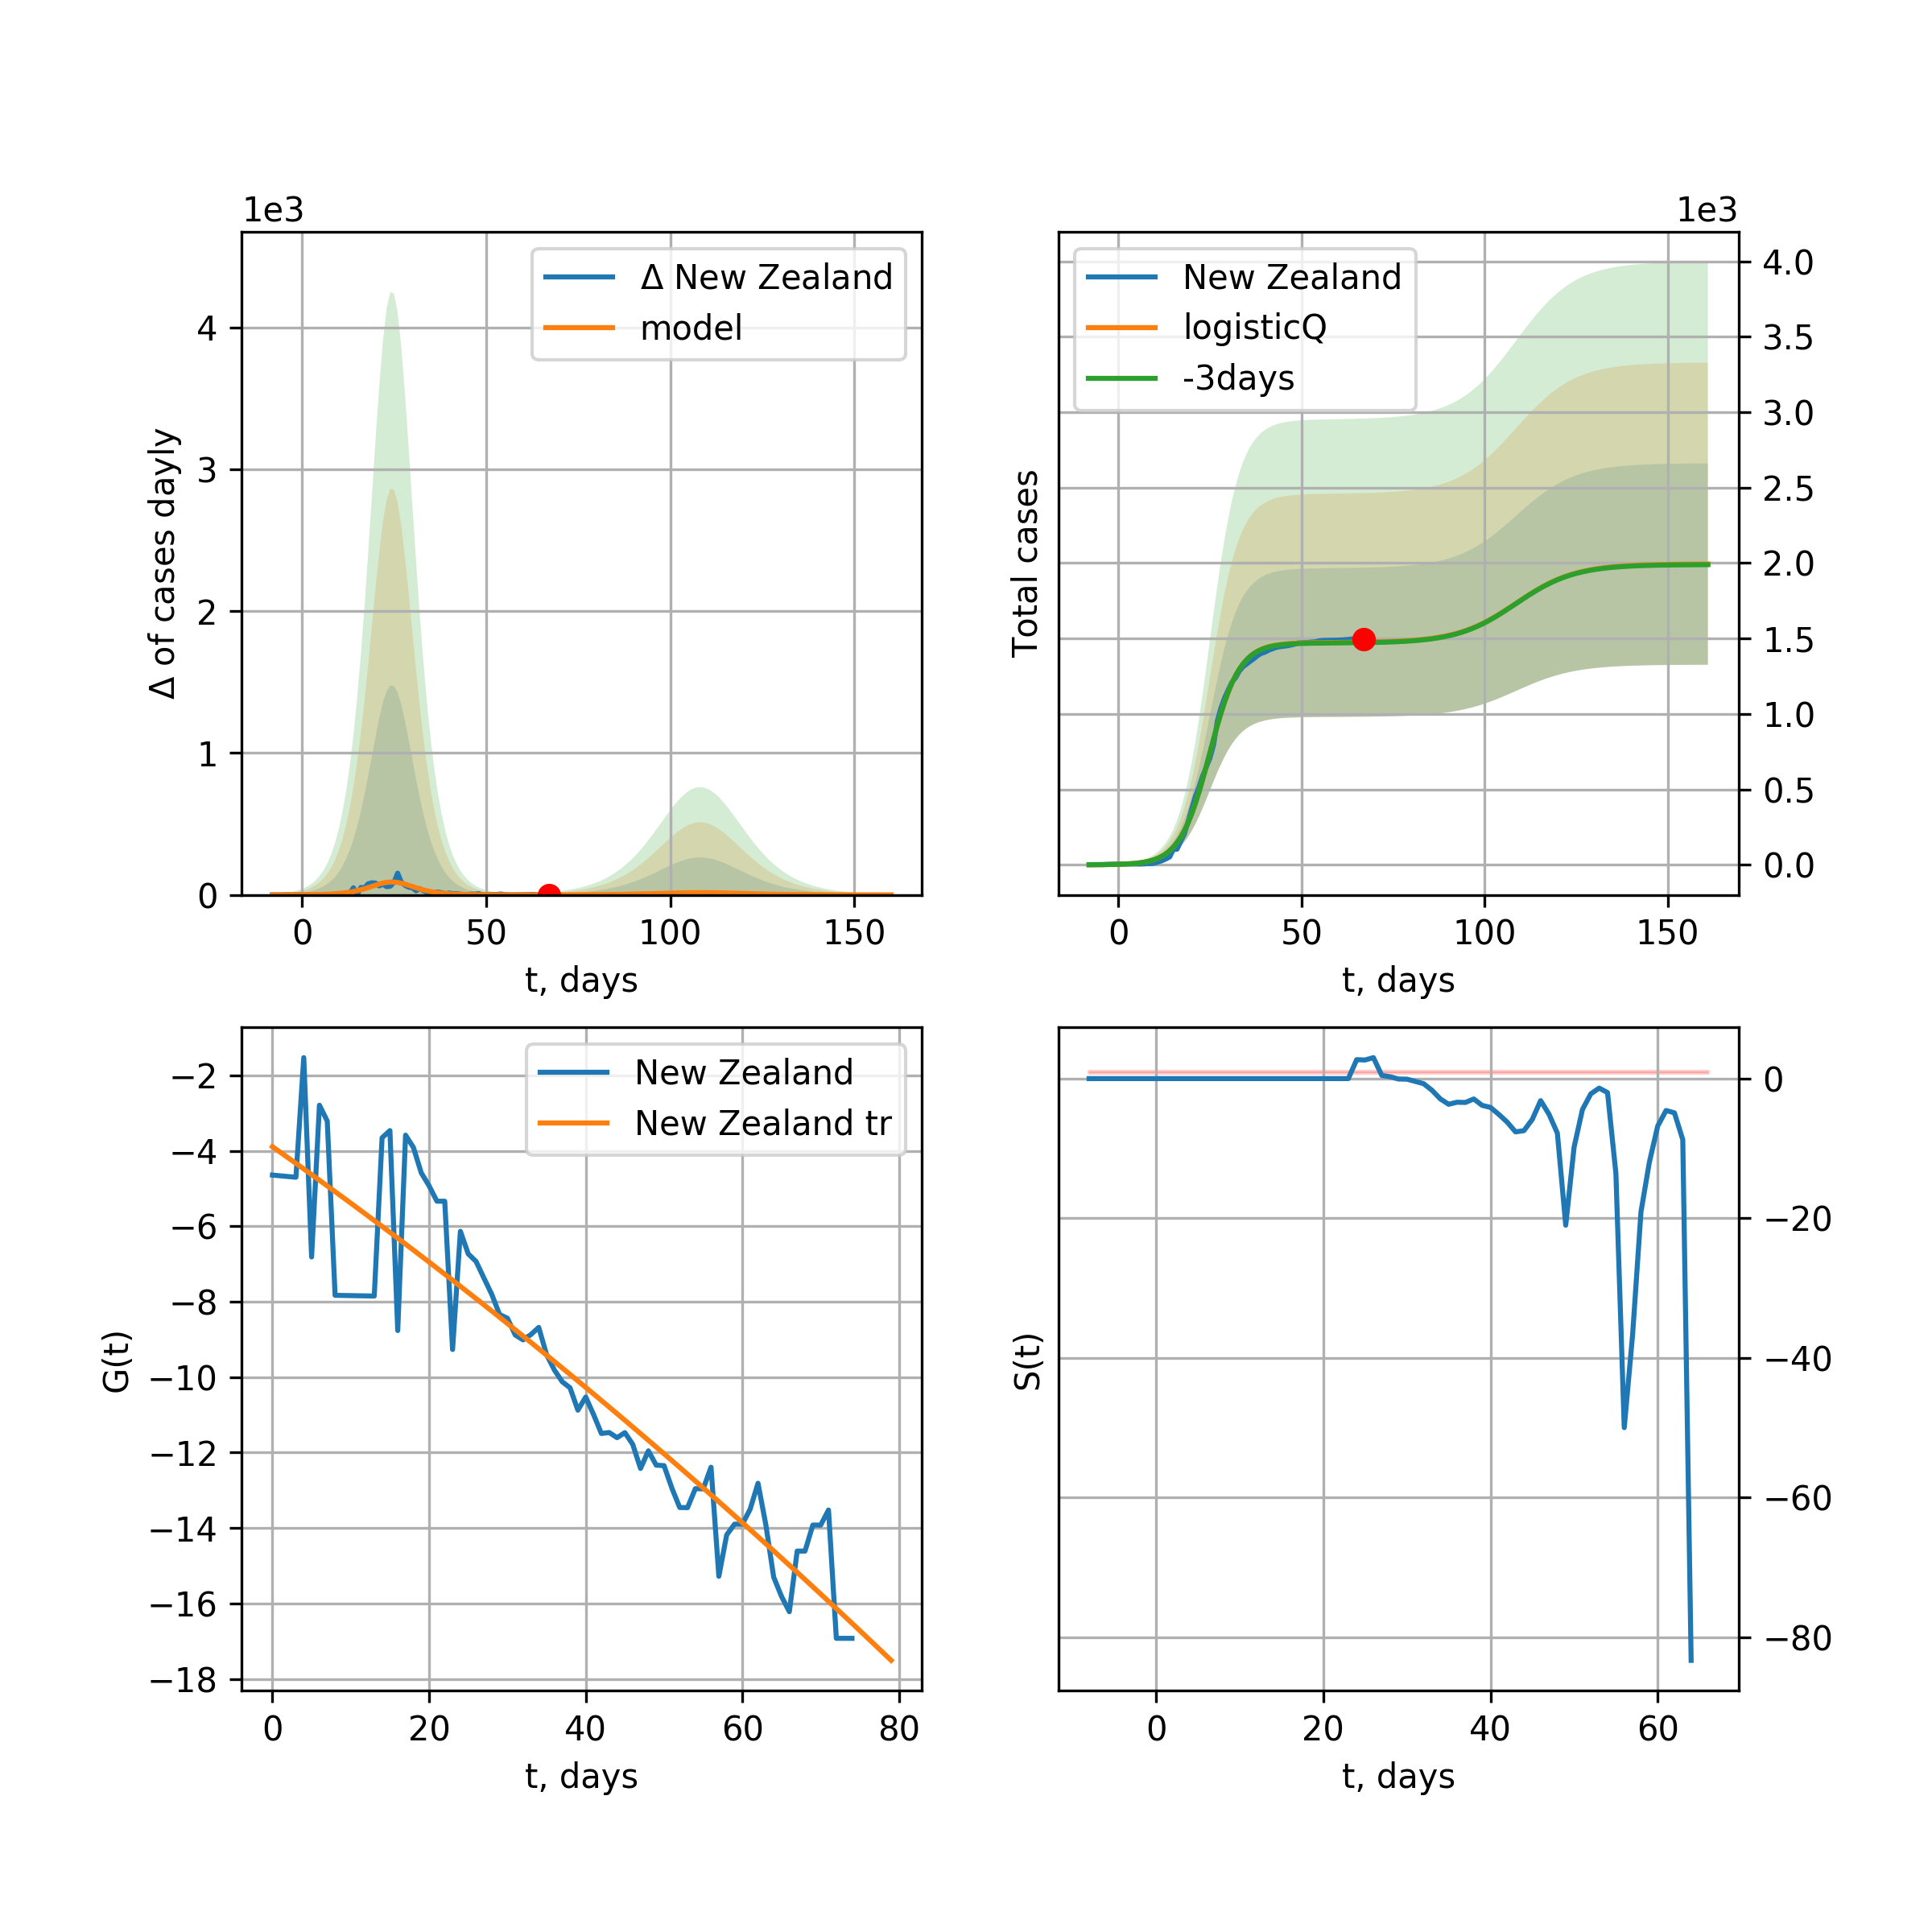 1e3
Δ of cases dayly
4
3
2
1
0
Δ New Zealand
model
0 50 100 150
t, days
1e3
Total cases
New Zealand
logisticQ
-3days
4.0
3.5
3.0
2.5
2.0
1.5
1.0
0.5
0.0
0 50 100 150
t, days
G(t)
−2
−4
−6
−8
−10
−12
−14
−16
−18
New Zealand
New Zealand tr
0 20 40 60 80
t, days
S(t)
0
−20
−40
−60
−80
0 20 40 60
t, days